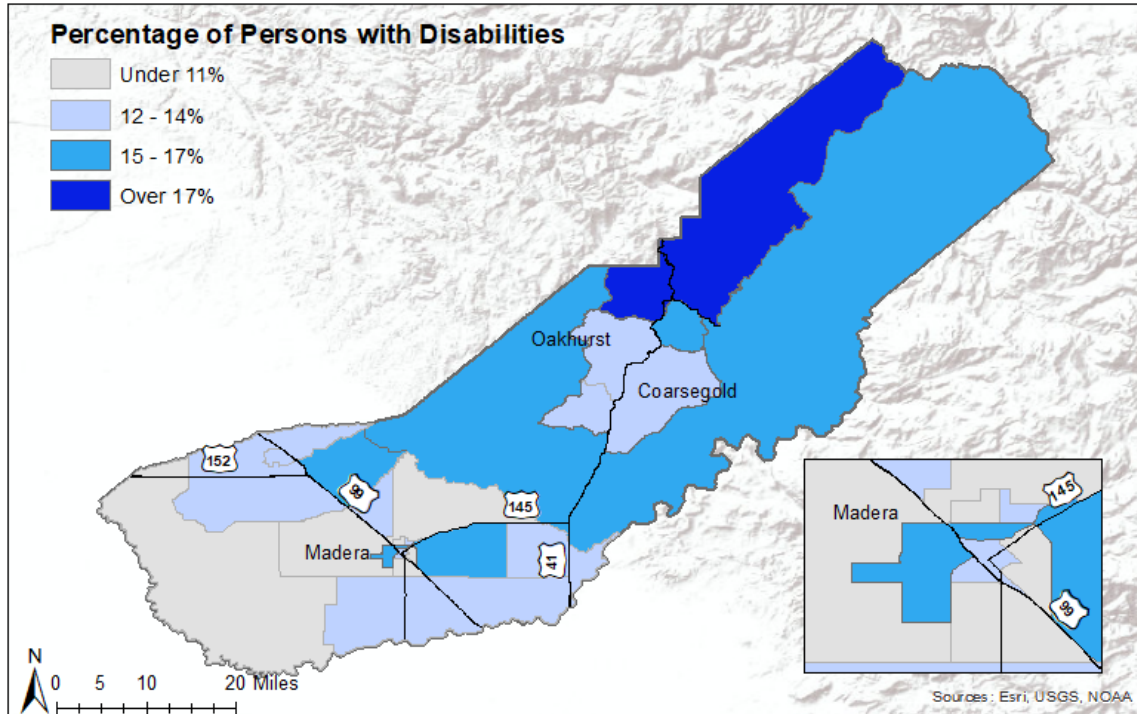 Percentage of Persons with Disabilities
Under 11%
12 - 14%
15 - 17%
Over 17%
Oakhurst
Coarsegold
152
99
145
Madera
41
Madera
145
99
N
0 5 10 20 Miles
Sources: Esri, USGS, NOAA